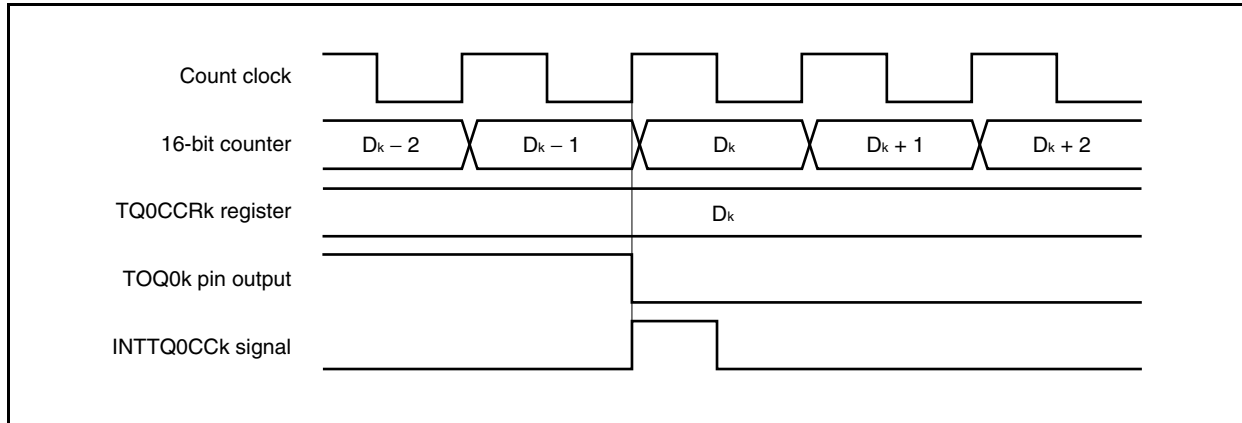 Count clock
16-bit counter
Dk − 2 Dk − 1 Dk Dk + 1 Dk + 2
TQ0CCRk register
Dk
TOQ0k pin output
INTTQ0CCk signal